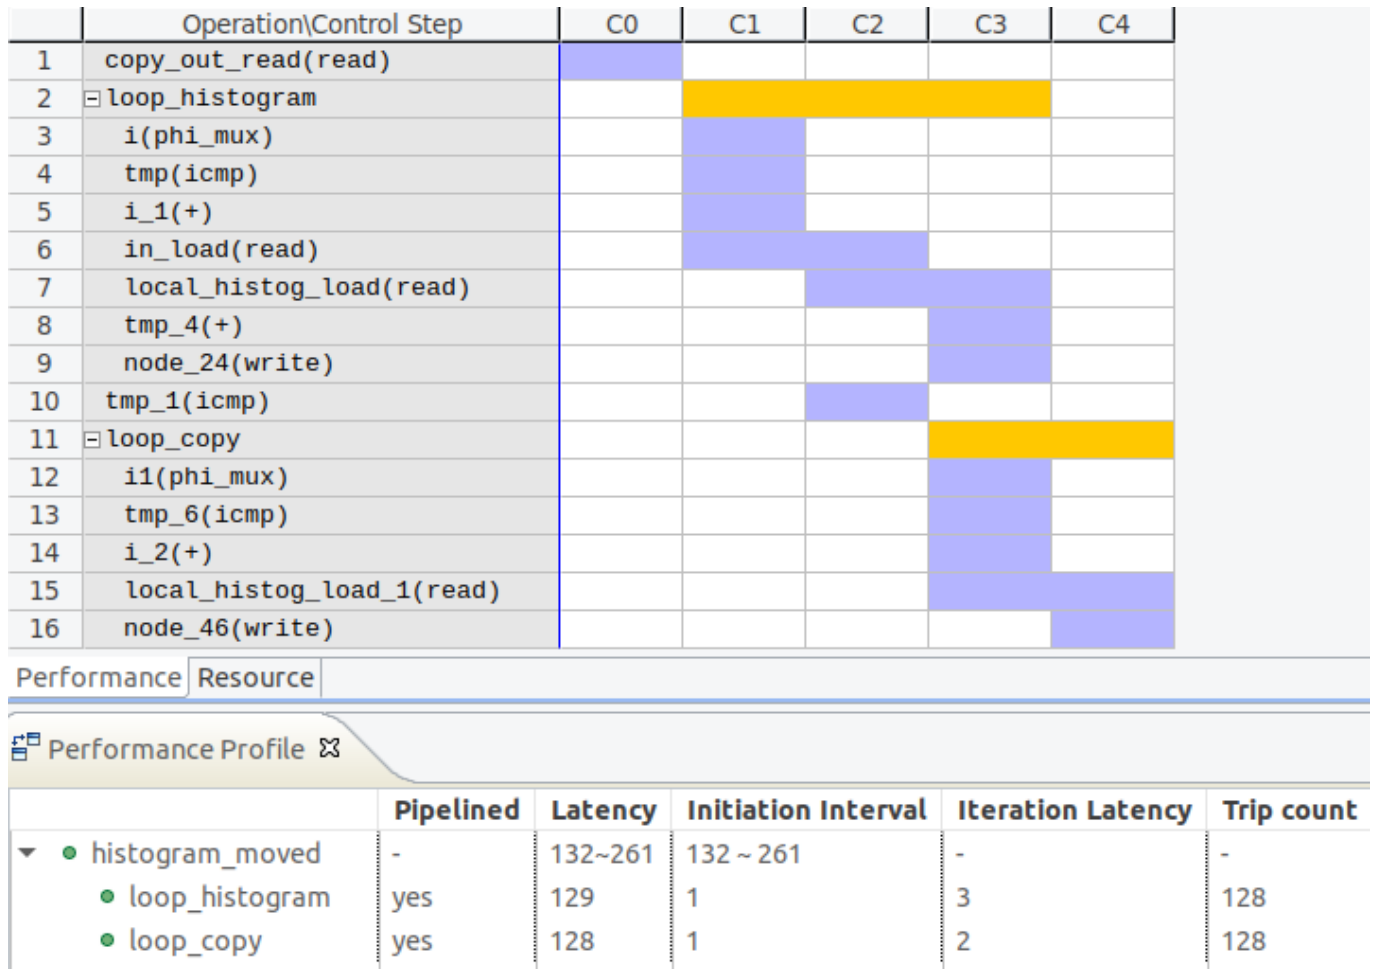 Operation\Control Step C0 C1 C2 C3 C4
1 copy_out_read(read)
2 loop_histogram
3 i(phi_mux)
4 tmp(icmp)
5 i_1(+)
6 in_load(read)
7 local_histog_load(read)
8 tmp_4(+)
9 node_24(write)
10 tmp_1(icmp)
11 loop_copy
12 i1(phi_mux)
13 tmp_6(icmp)
14 i_2(+)
15 local_histog_load_1(read)
16 node_46(write)
Performance Resource
Performance Profile
Pipelined Latency Initiation Interval Iteration Latency Trip count
histogram_moved - 132~261 132 ~ 261 - -
loop_histogram yes 129 1 3 128
loop_copy yes 128 1 2 128